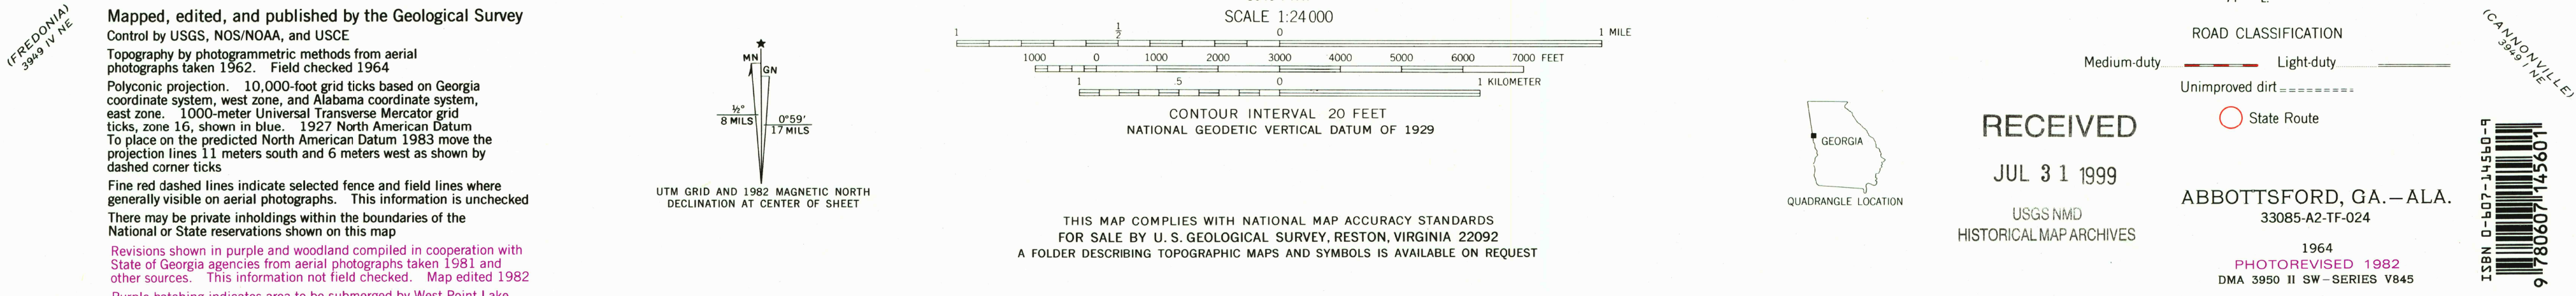 (FREDONIA)
3949 IV NE
Mapped, edited, and published by the Geological Survey
Control by USGS, NOS/NOAA, and USCE
Topography by photogrammetric methods from aerial
photographs taken 1962. Field checked 1964
Polyconic projection. 10,000-foot grid ticks based on Georgia
coordinate system, west zone, and Alabama coordinate system,
east zone. 1000-meter Universal Transverse Mercator grid
ticks, zone 16, shown in blue. 1927 North American Datum
To place on the predicted North American Datum 1983 move the
projection lines 11 meters south and 6 meters west as shown by
dashed corner ticks
Fine red dashed lines indicate selected fence and field lines where
generally visible on aerial photographs. This information is unchecked
There may be private inholdings within the boundaries of the
National or State reservations shown on this map
Revisions shown in purple and woodland compiled in cooperation with
State of Georgia agencies from aerial photographs taken 1981 and
other sources. This information not field checked. Map edited 1982
Purple hatching indicates area to be submerged by West Point Lake
MN
GN
½°
8 MILS
0°59′
17 MILS
UTM GRID AND 1982 MAGNETIC NORTH
DECLINATION AT CENTER OF SHEET
SCALE 1:24 000
1 ½ 0 1 MILE
1000 0 1000 2000 3000 4000 5000 6000 7000 FEET
1 .5 0 1 KILOMETER
CONTOUR INTERVAL 20 FEET
NATIONAL GEODETIC VERTICAL DATUM OF 1929
THIS MAP COMPLIES WITH NATIONAL MAP ACCURACY STANDARDS
FOR SALE BY U. S. GEOLOGICAL SURVEY, RESTON, VIRGINIA 22092
A FOLDER DESCRIBING TOPOGRAPHIC MAPS AND SYMBOLS IS AVAILABLE ON REQUEST
GEORGIA
QUADRANGLE LOCATION
RECEIVED
JUL 31 1999
USGS NMD
HISTORICAL MAP ARCHIVES
ROAD CLASSIFICATION
Medium-duty Light-duty
Unimproved dirt
State Route
ABBOTTSFORD, GA.–ALA.
33085-A2-TF-024
1964
PHOTOREVISED 1982
DMA 3950 II SW–SERIES V845
(CANNONVILLE)
3949 I NE
ISBN 0-607-14560-9
9 780607 145601